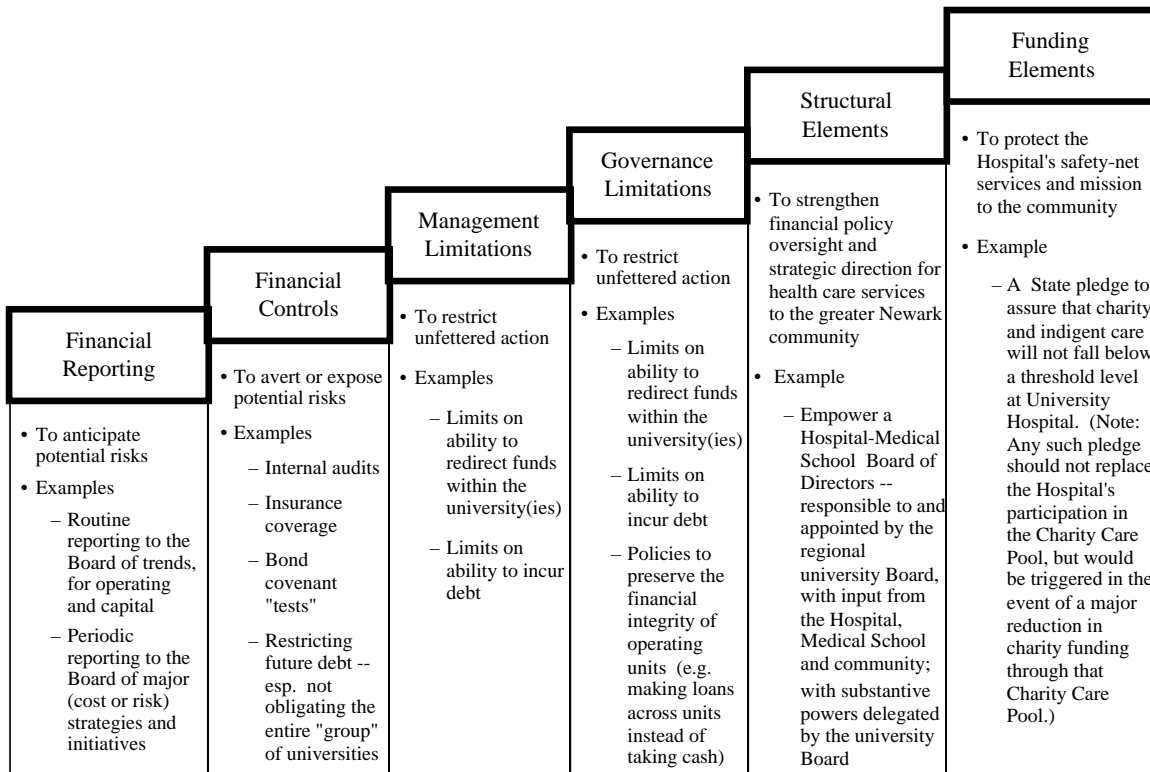 Financial
Reporting
• To anticipate
potential risks
• Examples
– Routine
reporting to the
Board of trends,
for operating
and capital
– Periodic
reporting to the
Board of major
(cost or risk)
strategies and
initiatives
Financial
Controls
• To avert or expose
potential risks
• Examples
– Internal audits
– Insurance
coverage
– Bond
covenant
"tests"
– Restricting
future debt --
esp. not
obligating the
entire "group"
of universities
Management
Limitations
• To restrict
unfettered action
• Examples
– Limits on
ability to
redirect funds
within the
university(ies)
– Limits on
ability to incur
debt
Governance
Limitations
• To restrict
unfettered action
• Examples
– Limits on
ability to
redirect funds
within the
university(ies)
– Limits on
ability to
incur debt
– Policies to
preserve the
financial
integrity of
operating
units (e.g.
making loans
across units
instead of
taking cash)
Structural
Elements
• To strengthen
financial policy
oversight and
strategic direction for
health care services
to the greater Newark
community
• Example
– Empower a
Hospital-Medical
School Board of
Directors --
responsible to and
appointed by the
regional
university Board,
with input from
the Hospital,
Medical School
and community;
with substantive
powers delegated
by the university
Board
Funding
Elements
• To protect the
Hospital's safety-net
services and mission
to the community
• Example
– A State pledge to
assure that charity
and indigent care
will not fall below
a threshold level
at University
Hospital. (Note:
Any such pledge
should not replace
the Hospital's
participation in
the Charity Care
Pool, but would
be triggered in the
event of a major
reduction in
charity funding
through that
Charity Care
Pool.)